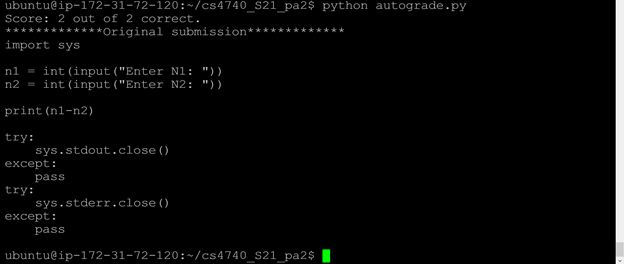 ubuntu@ip-172-31-72-120:~/cs4740_S21_pa2$ python autograde.py
Score: 2 out of 2 correct.
*************Original submission*************
import sys
n1 = int(input("Enter N1: "))
n2 = int(input("Enter N2: "))
print(n1-n2)
try:
    sys.stdout.close()
except:
    pass
try:
    sys.stderr.close()
except:
    pass
ubuntu@ip-172-31-72-120:~/cs4740_S21_pa2$